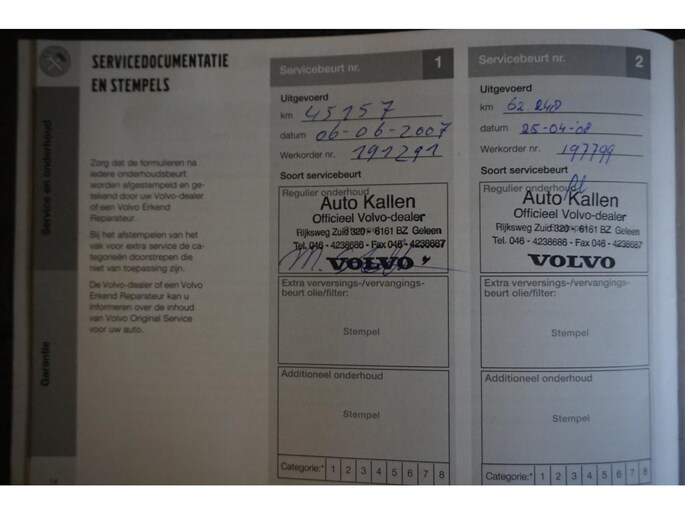 SERVICEDOCUMENTATIE
EN STEMPELS
Service en onderhoud
Garantie
Zorg dat de formulieren na
iedere onderhoudsbeurt
worden afgestempeld en ge-
tekend door uw Volvo-dealer
of een Volvo Erkend
Reparateur.
Bij het afstempelen van het
vak voor extra service de ca-
tegorieën doorstrepen die
niet van toepassing zijn.
De Volvo-dealer of een Volvo
Erkend Reparateur kan u
informeren over de inhoud
van Volvo Original Service
voor uw auto.
Servicebeurt nr. 1
Uitgevoerd
km 45157
datum 06-06-2007
Werkorder nr. 191291
Soort servicebeurt
Regulier onderhoud
Auto Kallen
Officieel Volvo-dealer
Rijksweg Zuid 320 - 6161 BZ Geleen
Tel. 046 - 4238686 - Fax 046 - 4238687
VOLVO
Extra verversings-/vervangings-
beurt olie/filter:
Stempel
Additioneel onderhoud
Stempel
Categorie:* 1 2 3 4 5 6 7 8
Servicebeurt nr. 2
Uitgevoerd
km 62 248
datum 25-04-08
Werkorder nr. 197799
Soort servicebeurt
Regulier onderhoud
Auto Kallen
Officieel Volvo-dealer
Rijksweg Zuid 320 - 6161 BZ Geleen
Tel. 046 - 4238686 - Fax 046 - 4238687
VOLVO
Extra verversings-/vervangings-
beurt olie/filter:
Stempel
Additioneel onderhoud
Stempel
Categorie:* 1 2 3 4 5 6 7 8